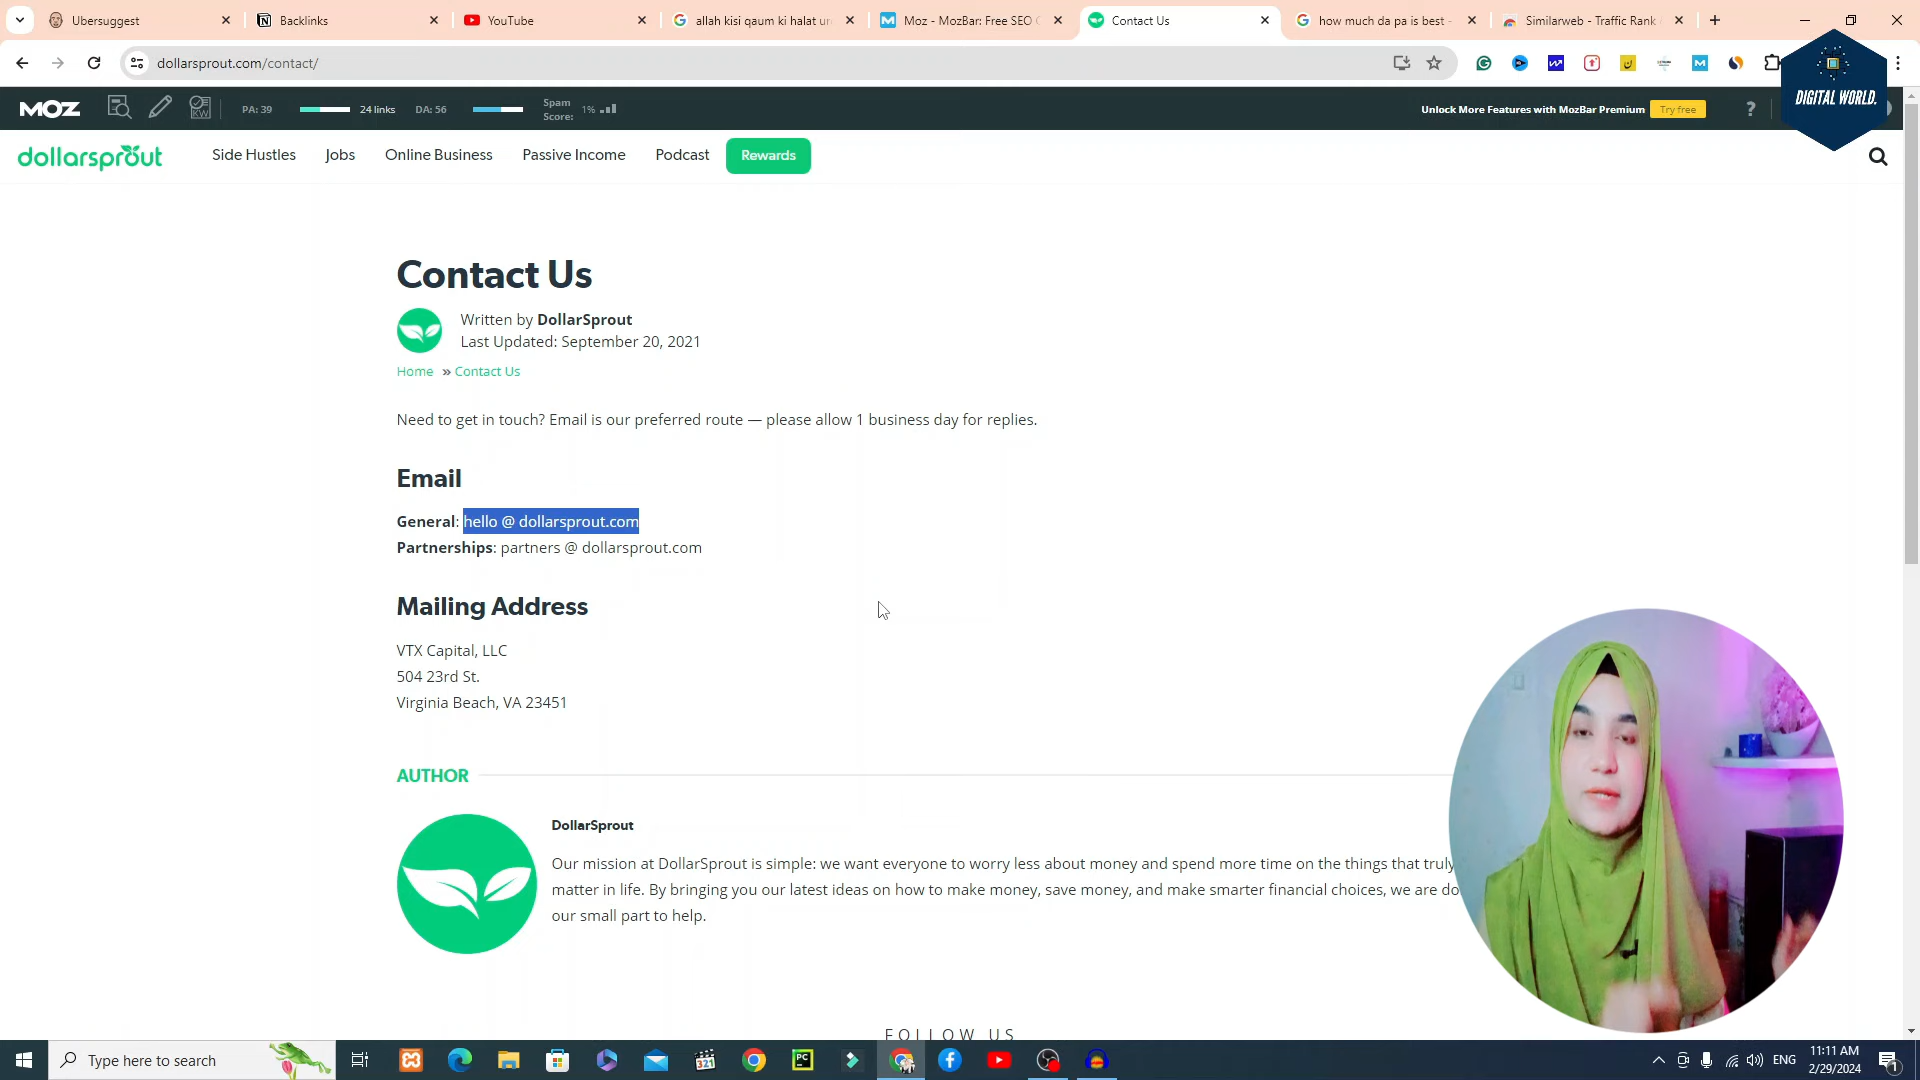 Ubersuggest
Backlinks
YouTube
allah kisi qaum ki halat u
Moz - MozBar: Free SEO
Contact Us
how much da pa is best -
Similarweb - Traffic Rank
dollarsprout.com/contact/
DIGITAL WORLD.
MOZ
KW
PA: 39
24 links
DA: 56
Spam
Score:
1%
Unlock More Features with MozBar Premium
Try free
?
dollarsprout
Side Hustles
Jobs
Online Business
Passive Income
Podcast
Rewards
Contact Us
Written by DollarSprout
Last Updated: September 20, 2021
Home » Contact Us
Need to get in touch? Email is our preferred route — please allow 1 business day for replies.
Email
General: hello @ dollarsprout.com
Partnerships: partners @ dollarsprout.com
Mailing Address
VTX Capital, LLC
504 23rd St.
Virginia Beach, VA 23451
AUTHOR
DollarSprout
Our mission at DollarSprout is simple: we want everyone to worry less about money and spend more time on the things that truly
matter in life. By bringing you our latest ideas on how to make money, save money, and make smarter financial choices, we are do
our small part to help.
FOLLOW US
Type here to search
321
PC
ENG
11:11 AM
2/29/2024
1